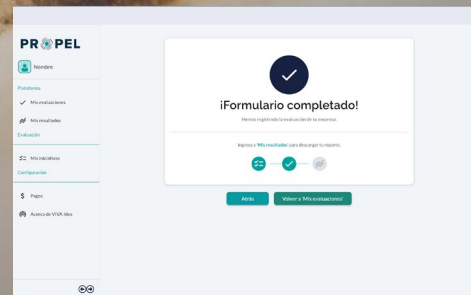 PROPEL
Nombre
Plataforma
Mis evaluaciones
Mis resultados
Evaluación
Mis iniciativas
Configuración
Pagos
Acerca de VIVA Idea
¡Formulario completado!
Hemos registrado la evaluación de tu empresa.
Ingresa a 'Mis resultados' para descargar tu reporte.
Atrás
Volver a 'Mis evaluaciones'